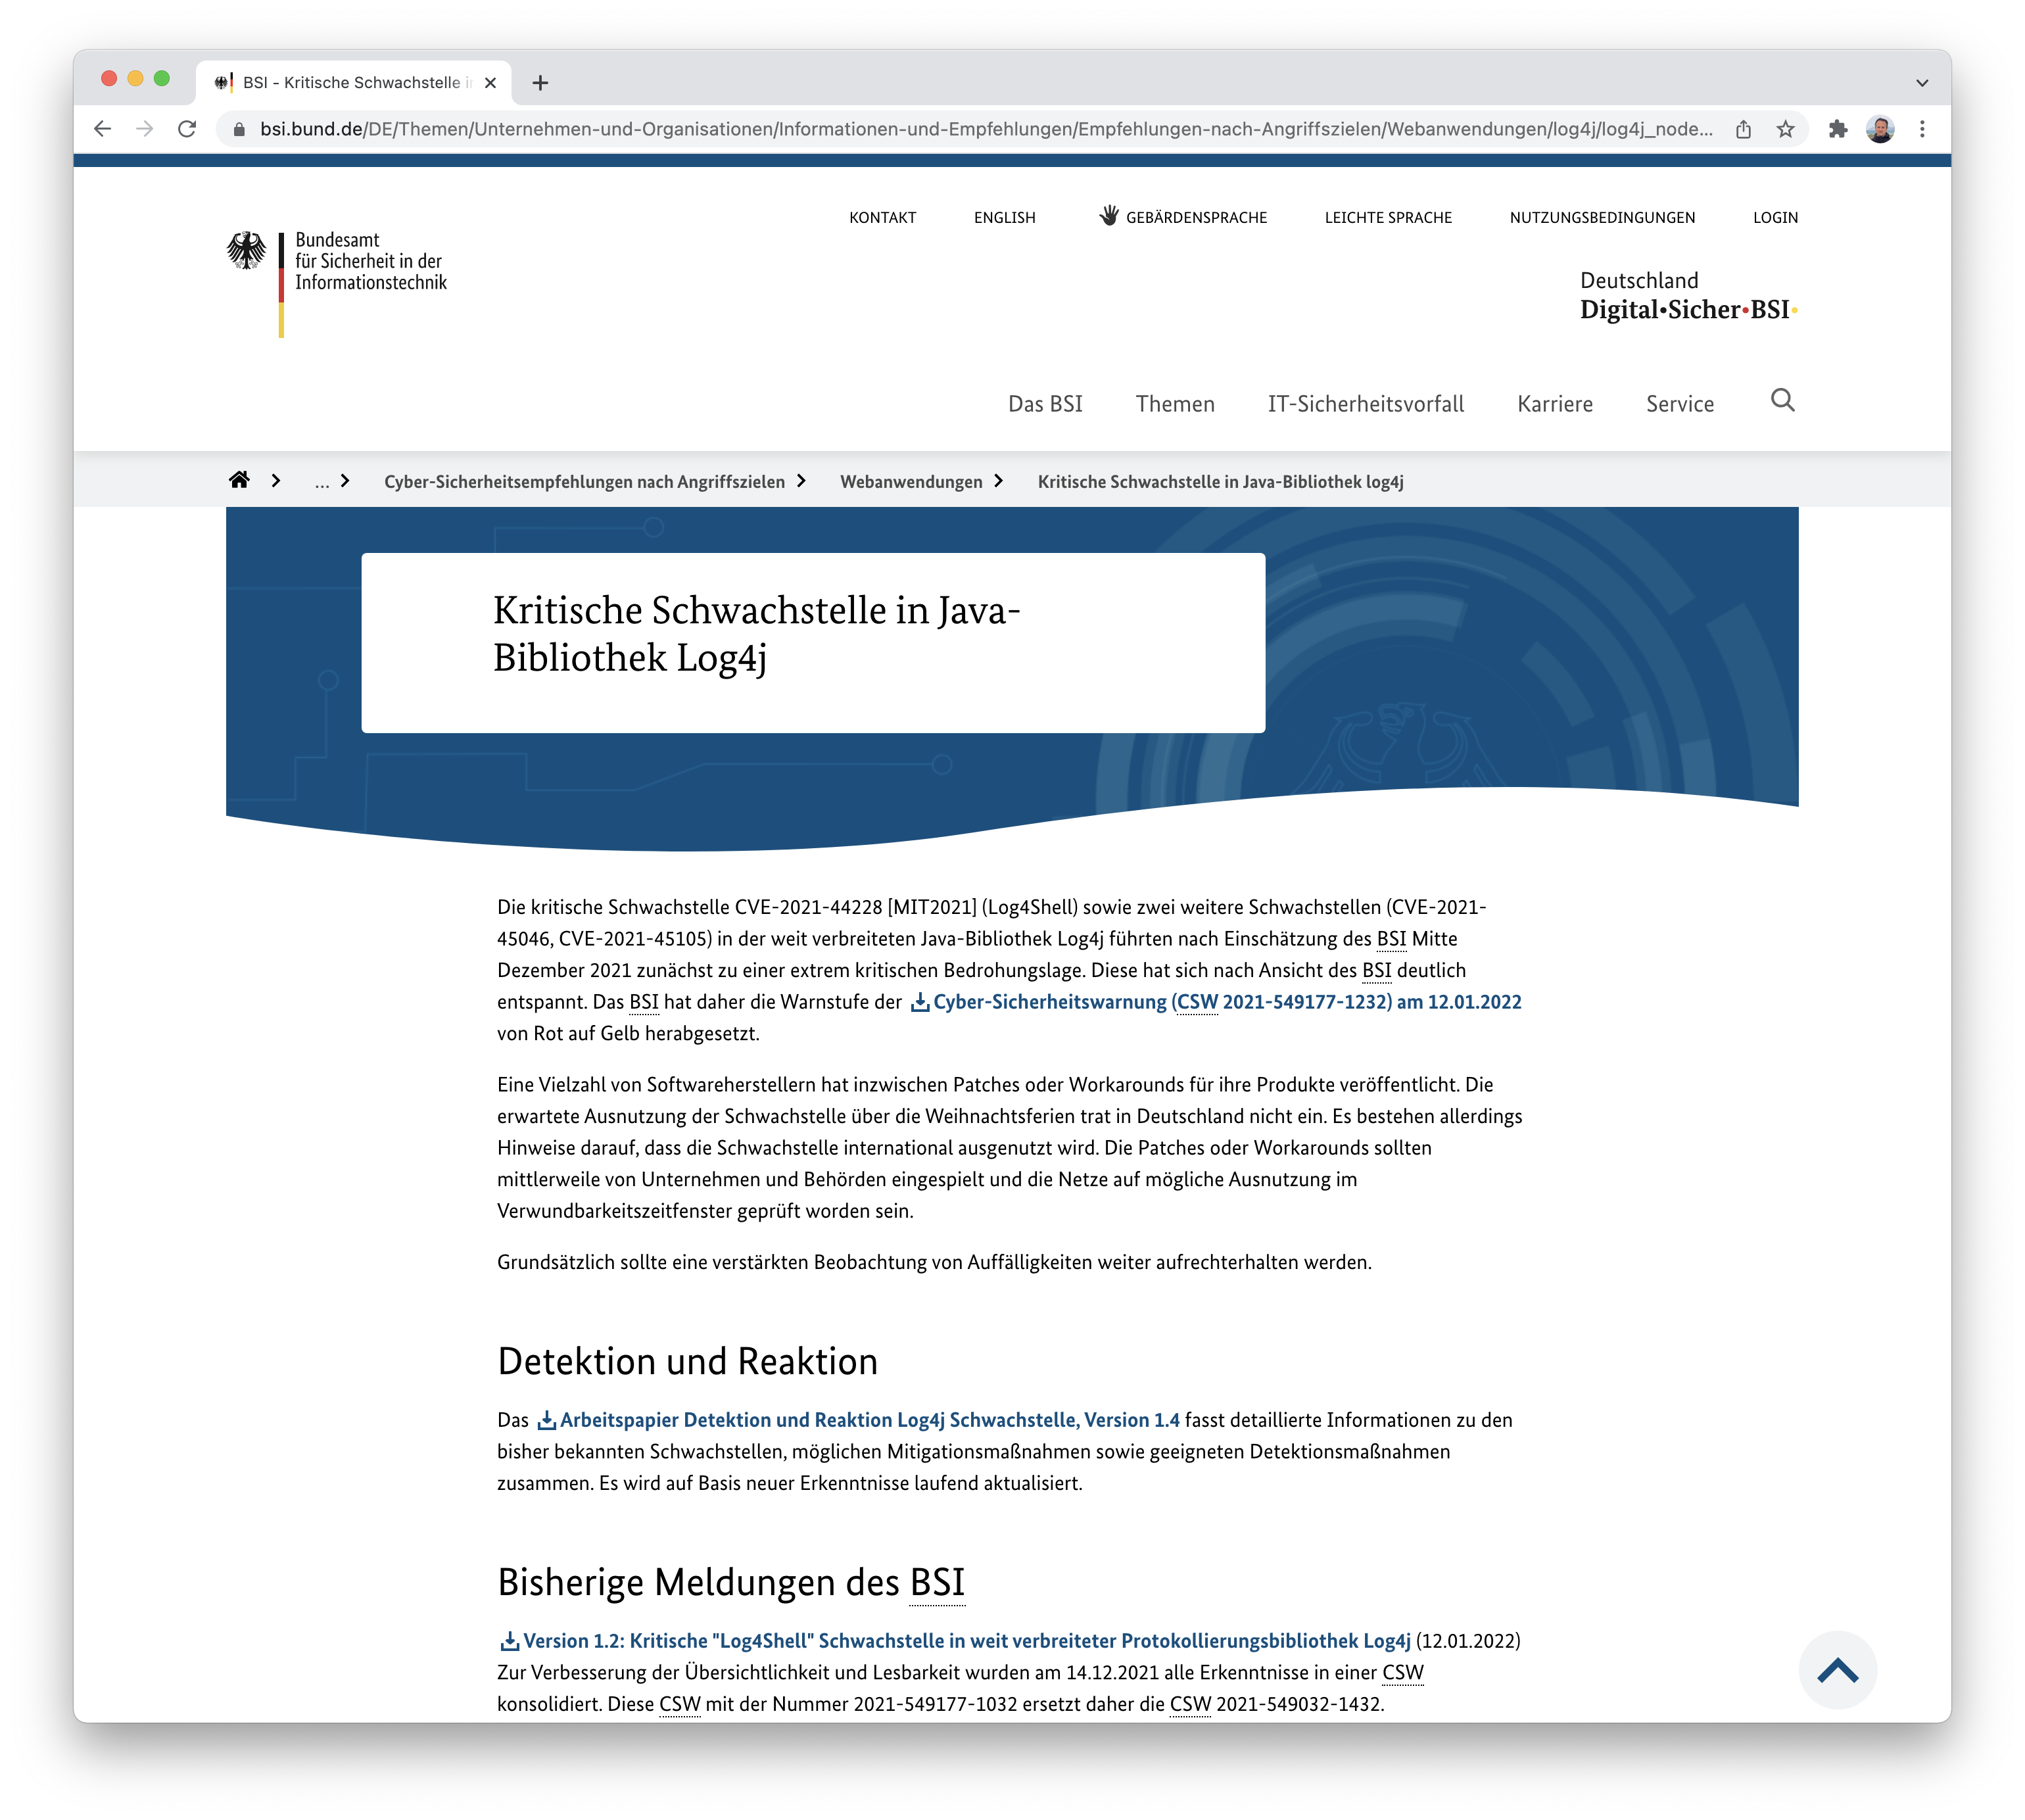 BSI - Kritische Schwachstelle i
bsi.bund.de/DE/Themen/Unternehmen-und-Organisationen/Informationen-und-Empfehlungen/Empfehlungen-nach-Angriffszielen/Webanwendungen/log4j/log4j_node...
KONTAKT ENGLISH GEBÄRDENSPRACHE LEICHTE SPRACHE NUTZUNGSBEDINGUNGEN LOGIN
Bundesamt
für Sicherheit in der
Informationstechnik
Deutschland
Digital•Sicher•BSI•
Das BSI Themen IT-Sicherheitsvorfall Karriere Service
... Cyber-Sicherheitsempfehlungen nach Angriffszielen Webanwendungen Kritische Schwachstelle in Java-Bibliothek log4j
Kritische Schwachstelle in Java-
Bibliothek Log4j
Die kritische Schwachstelle CVE-2021-44228 [MIT2021] (Log4Shell) sowie zwei weitere Schwachstellen (CVE-2021-
45046, CVE-2021-45105) in der weit verbreiteten Java-Bibliothek Log4j führten nach Einschätzung des BSI Mitte
Dezember 2021 zunächst zu einer extrem kritischen Bedrohungslage. Diese hat sich nach Ansicht des BSI deutlich
entspannt. Das BSI hat daher die Warnstufe der Cyber-Sicherheitswarnung (CSW 2021-549177-1232) am 12.01.2022
von Rot auf Gelb herabgesetzt.
Eine Vielzahl von Softwareherstellern hat inzwischen Patches oder Workarounds für ihre Produkte veröffentlicht. Die
erwartete Ausnutzung der Schwachstelle über die Weihnachtsferien trat in Deutschland nicht ein. Es bestehen allerdings
Hinweise darauf, dass die Schwachstelle international ausgenutzt wird. Die Patches oder Workarounds sollten
mittlerweile von Unternehmen und Behörden eingespielt und die Netze auf mögliche Ausnutzung im
Verwundbarkeitszeitfenster geprüft worden sein.
Grundsätzlich sollte eine verstärkten Beobachtung von Auffälligkeiten weiter aufrechterhalten werden.
Detektion und Reaktion
Das Arbeitspapier Detektion und Reaktion Log4j Schwachstelle, Version 1.4 fasst detaillierte Informationen zu den
bisher bekannten Schwachstellen, möglichen Mitigationsmaßnahmen sowie geeigneten Detektionsmaßnahmen
zusammen. Es wird auf Basis neuer Erkenntnisse laufend aktualisiert.
Bisherige Meldungen des BSI
Version 1.2: Kritische "Log4Shell" Schwachstelle in weit verbreiteter Protokollierungsbibliothek Log4j (12.01.2022)
Zur Verbesserung der Übersichtlichkeit und Lesbarkeit wurden am 14.12.2021 alle Erkenntnisse in einer CSW
konsolidiert. Diese CSW mit der Nummer 2021-549177-1032 ersetzt daher die CSW 2021-549032-1432.